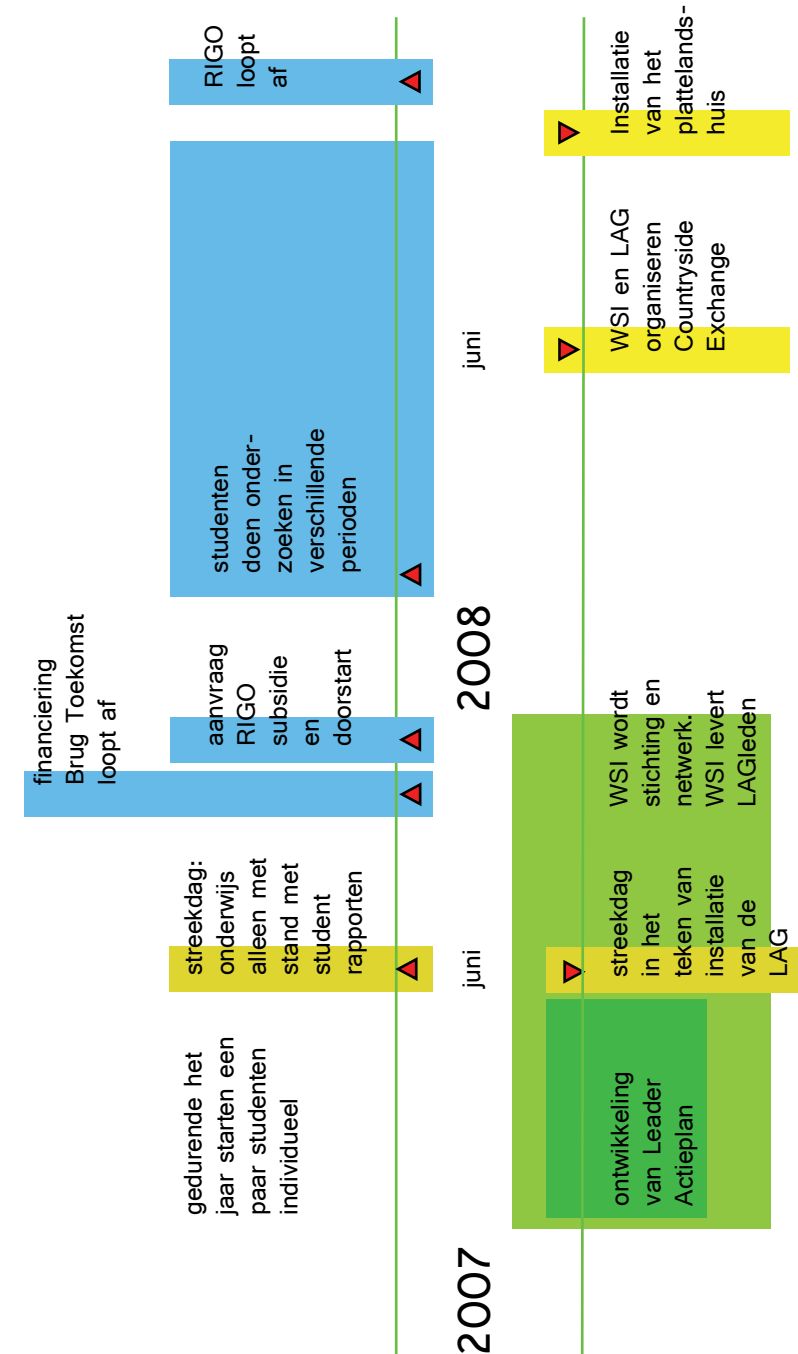 financiering
Brug Toekomst
loopt af
gedurende het
jaar starten een
paar studenten
individueel
streekdag:
onderwijs
alleen met
stand met
student
rapporten
aanvraag
RIGO
subsidie
en
doorstart
studenten
doen onder-
zoeken in
verschillende
perioden
RIGO
loopt
af
2007
juni
2008
juni
ontwikkeling
van Leader
Actieplan
streekdag
in het
teken van
installatie
van de
LAG
WSI wordt
stichting en
netwerk.
WSI levert
LAGleden
WSI en LAG
organiseren
Countryside
Exchange
Installatie
van het
plattelands-
huis